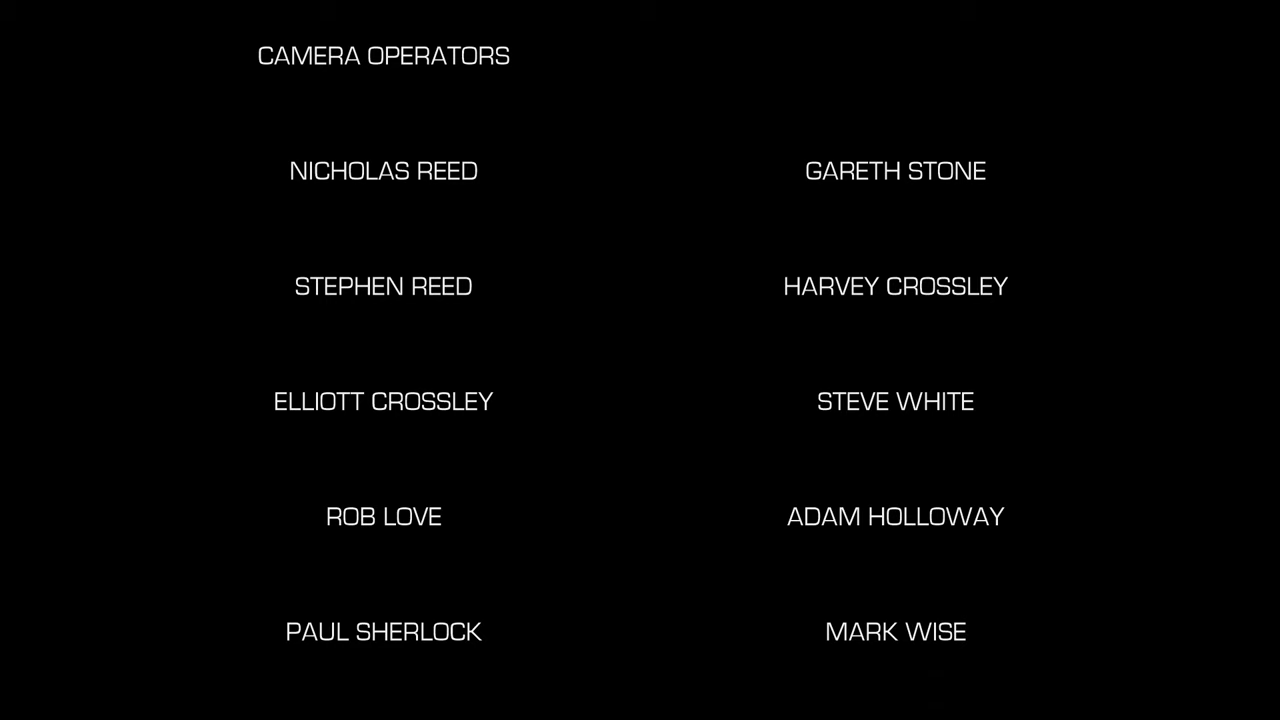 CAMERA OPERATORS
NICHOLAS REED
GARETH STONE
STEPHEN REED
HARVEY CROSSLEY
ELLIOTT CROSSLEY
STEVE WHITE
ROB LOVE
ADAM HOLLOWAY
PAUL SHERLOCK
MARK WISE